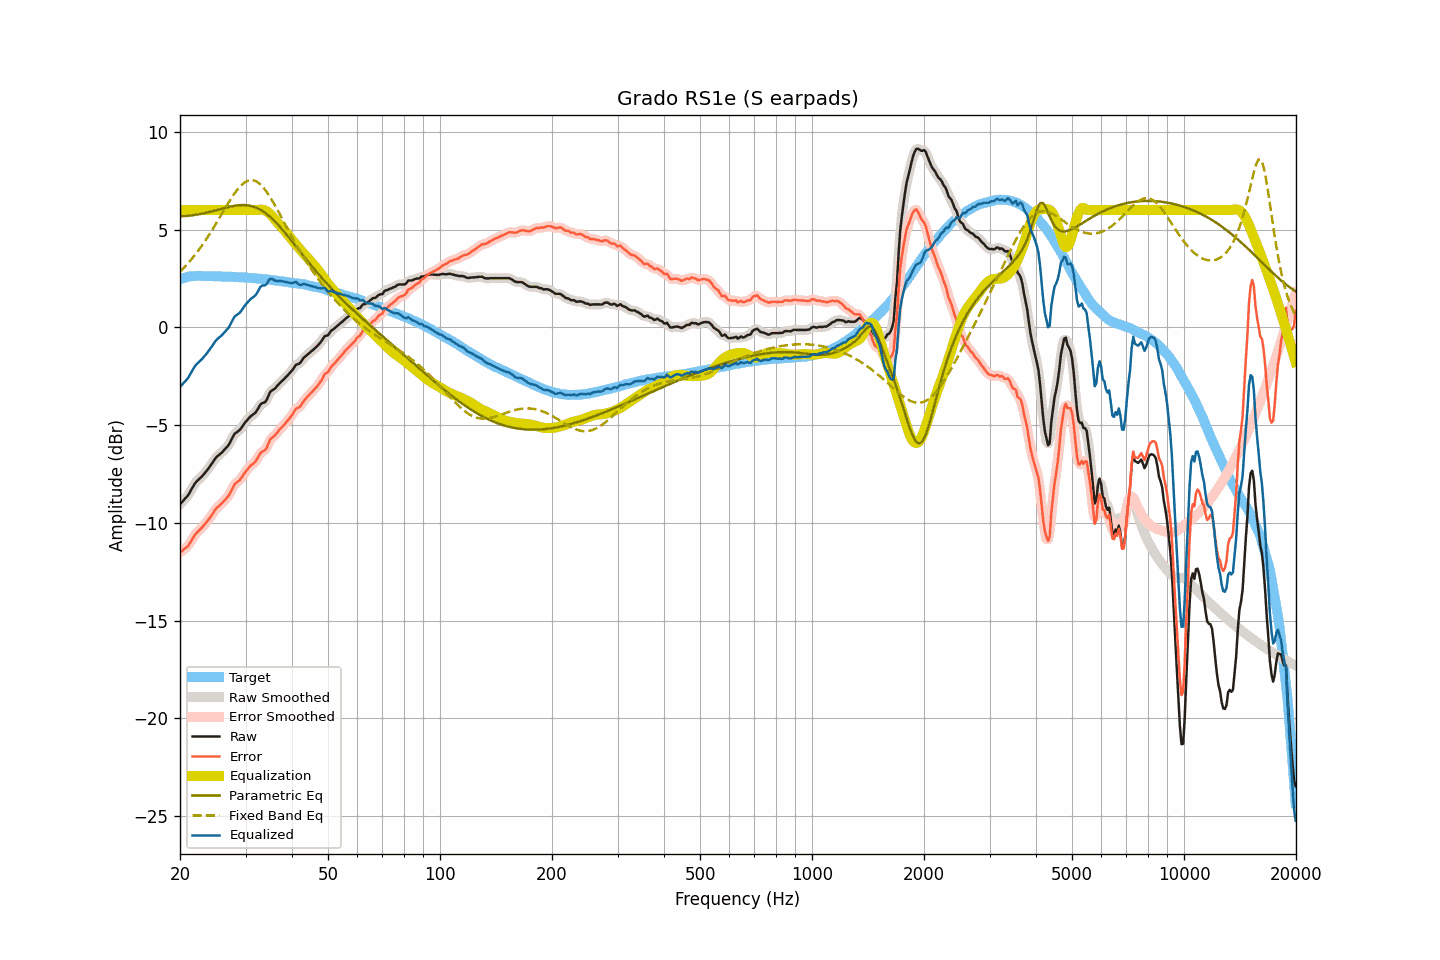 Grado RS1e (S earpads)
10
5
0
−5
−10
−15
−20
−25
Amplitude (dBr)
Target
Raw Smoothed
Error Smoothed
Raw
Error
Equalization
Parametric Eq
Fixed Band Eq
Equalized
20 50 100 200 500 1000 2000 5000 10000 20000
Frequency (Hz)